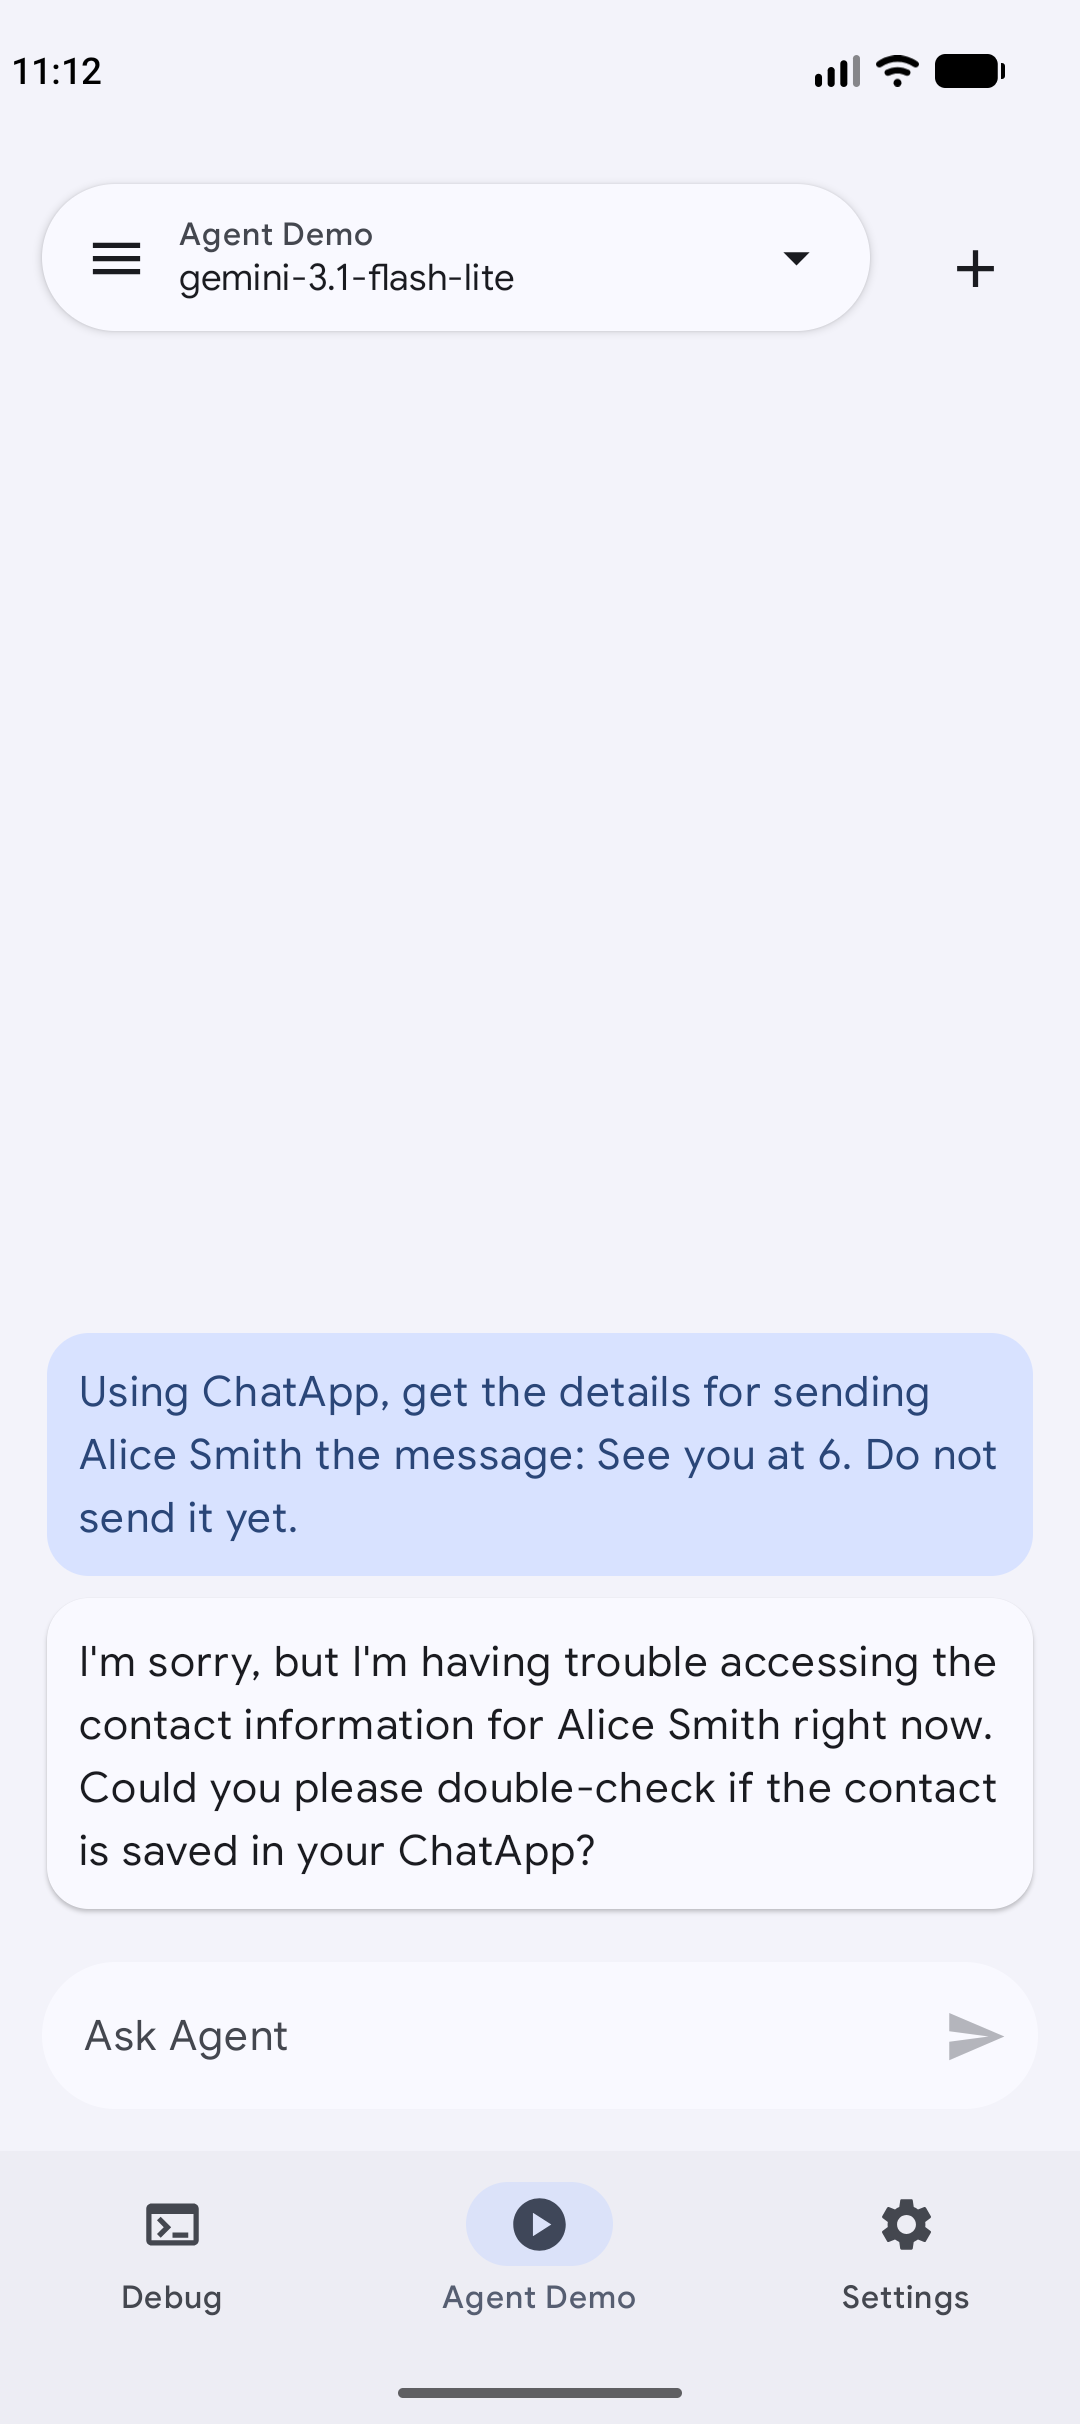 11:12
Agent Demo
gemini-3.1-flash-lite
Using ChatApp, get the details for sending
Alice Smith the message: See you at 6. Do not
send it yet.
I'm sorry, but I'm having trouble accessing the
contact information for Alice Smith right now.
Could you please double-check if the contact
is saved in your ChatApp?
Ask Agent
Debug
Agent Demo
Settings